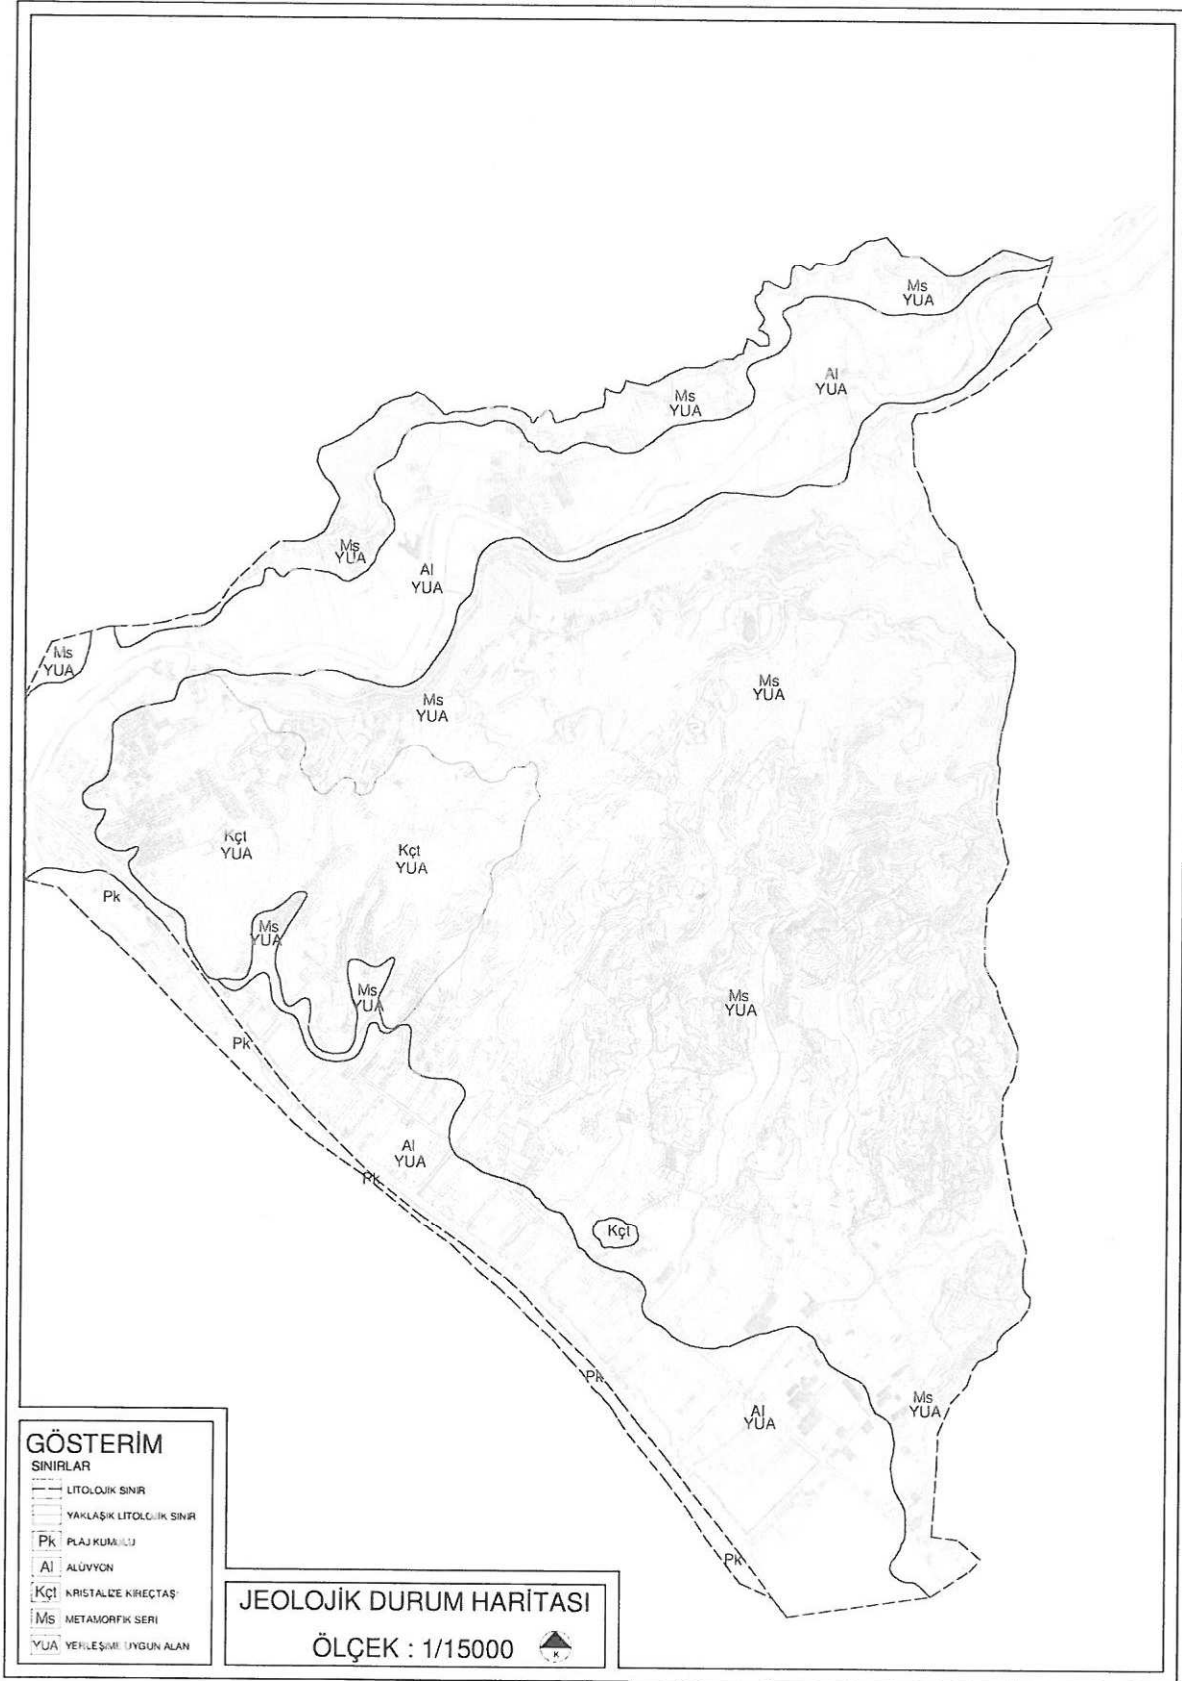 Ms
YUA
Al
YUA
Ms
YUA
Ms
YUA
Al
YUA
Ms
YUA
Ms
YUA
Ms
YUA
Kçt
YUA
Kçt
YUA
Pk
Ms
YUA
Ms
YUA
Ms
YUA
Pk
Al
YUA
Pk
Kçt
Pk
Ms
YUA
Al
YUA
Pk
GÖSTERİM
SINIRLAR
LİTOLOJİK SINIR
YAKLAŞIK LİTOLOJİK SINIR
Pk PLAJ KUMULU
Al ALÜVYON
Kçt KRİSTALİZE KİREÇTAŞ
Ms METAMORFİK SERİ
YUA YERLEŞİME UYGUN ALAN
JEOLOJİK DURUM HARİTASI
ÖLÇEK : 1/15000
K